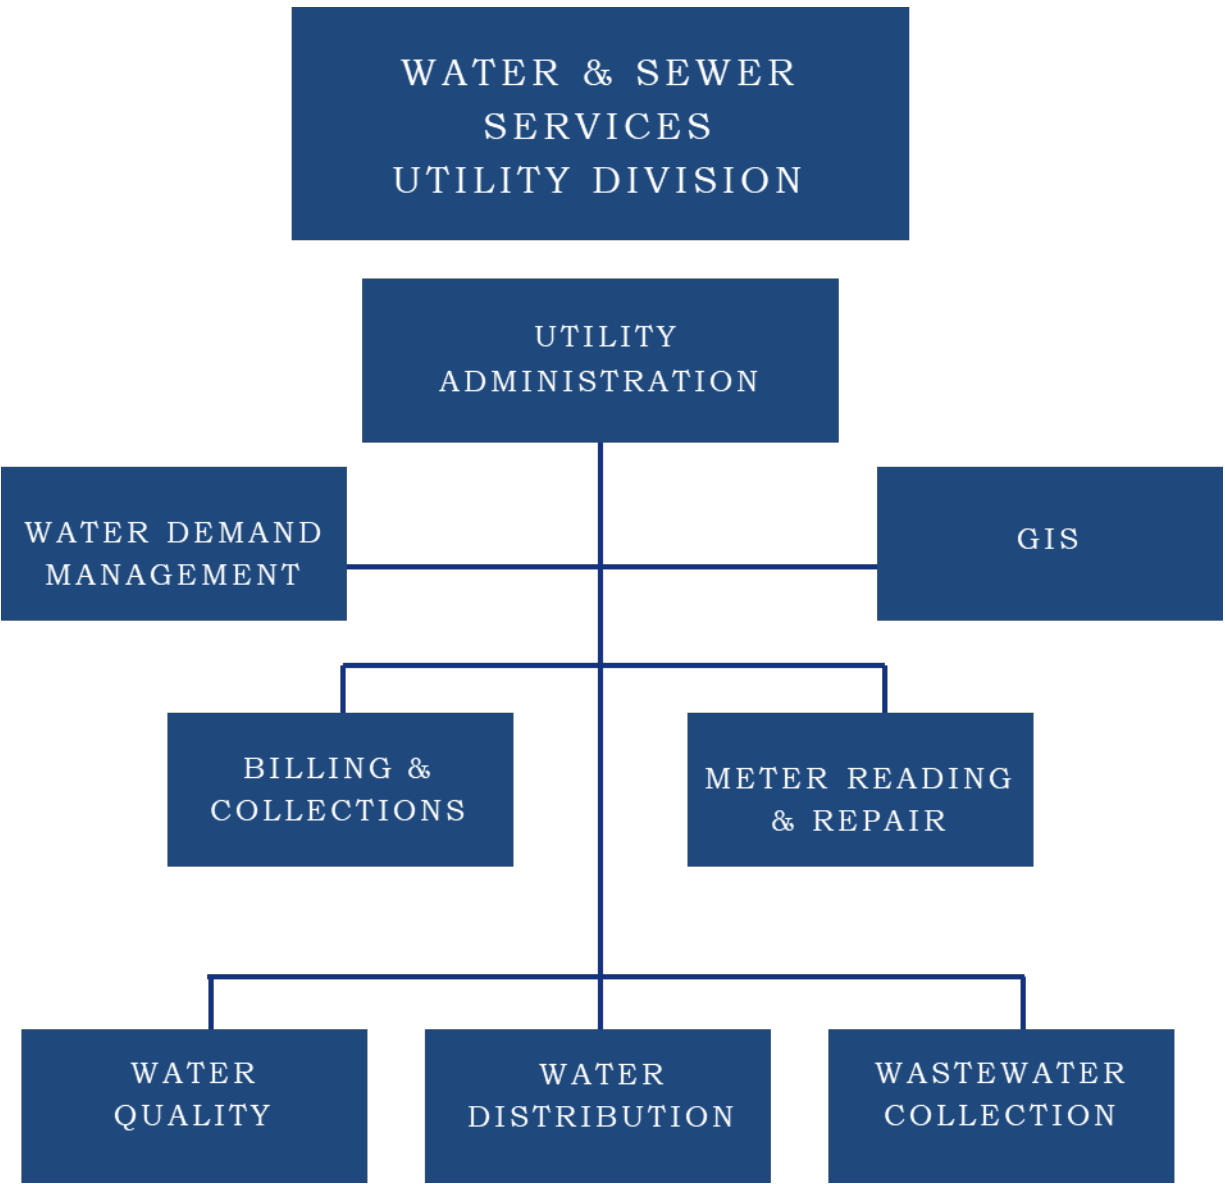 WATER & SEWER
SERVICES
UTILITY DIVISION
UTILITY
ADMINISTRATION
WATER DEMAND
MANAGEMENT
GIS
BILLING &
COLLECTIONS
METER READING
& REPAIR
WATER
QUALITY
WATER
DISTRIBUTION
WASTEWATER
COLLECTION